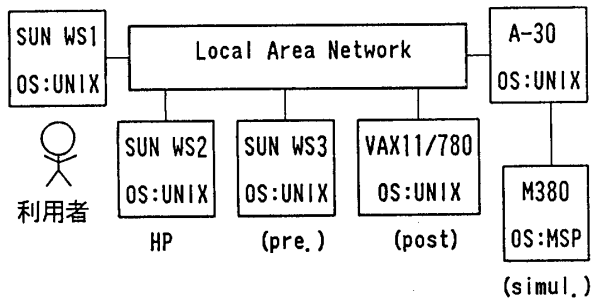 SUN WS1
OS:UNIX
Local Area Network
A-30
OS:UNIX
利用者
SUN WS2
OS:UNIX
HP
SUN WS3
OS:UNIX
(pre.)
VAX11/780
OS:UNIX
(post)
M380
OS:MSP
(simul.)